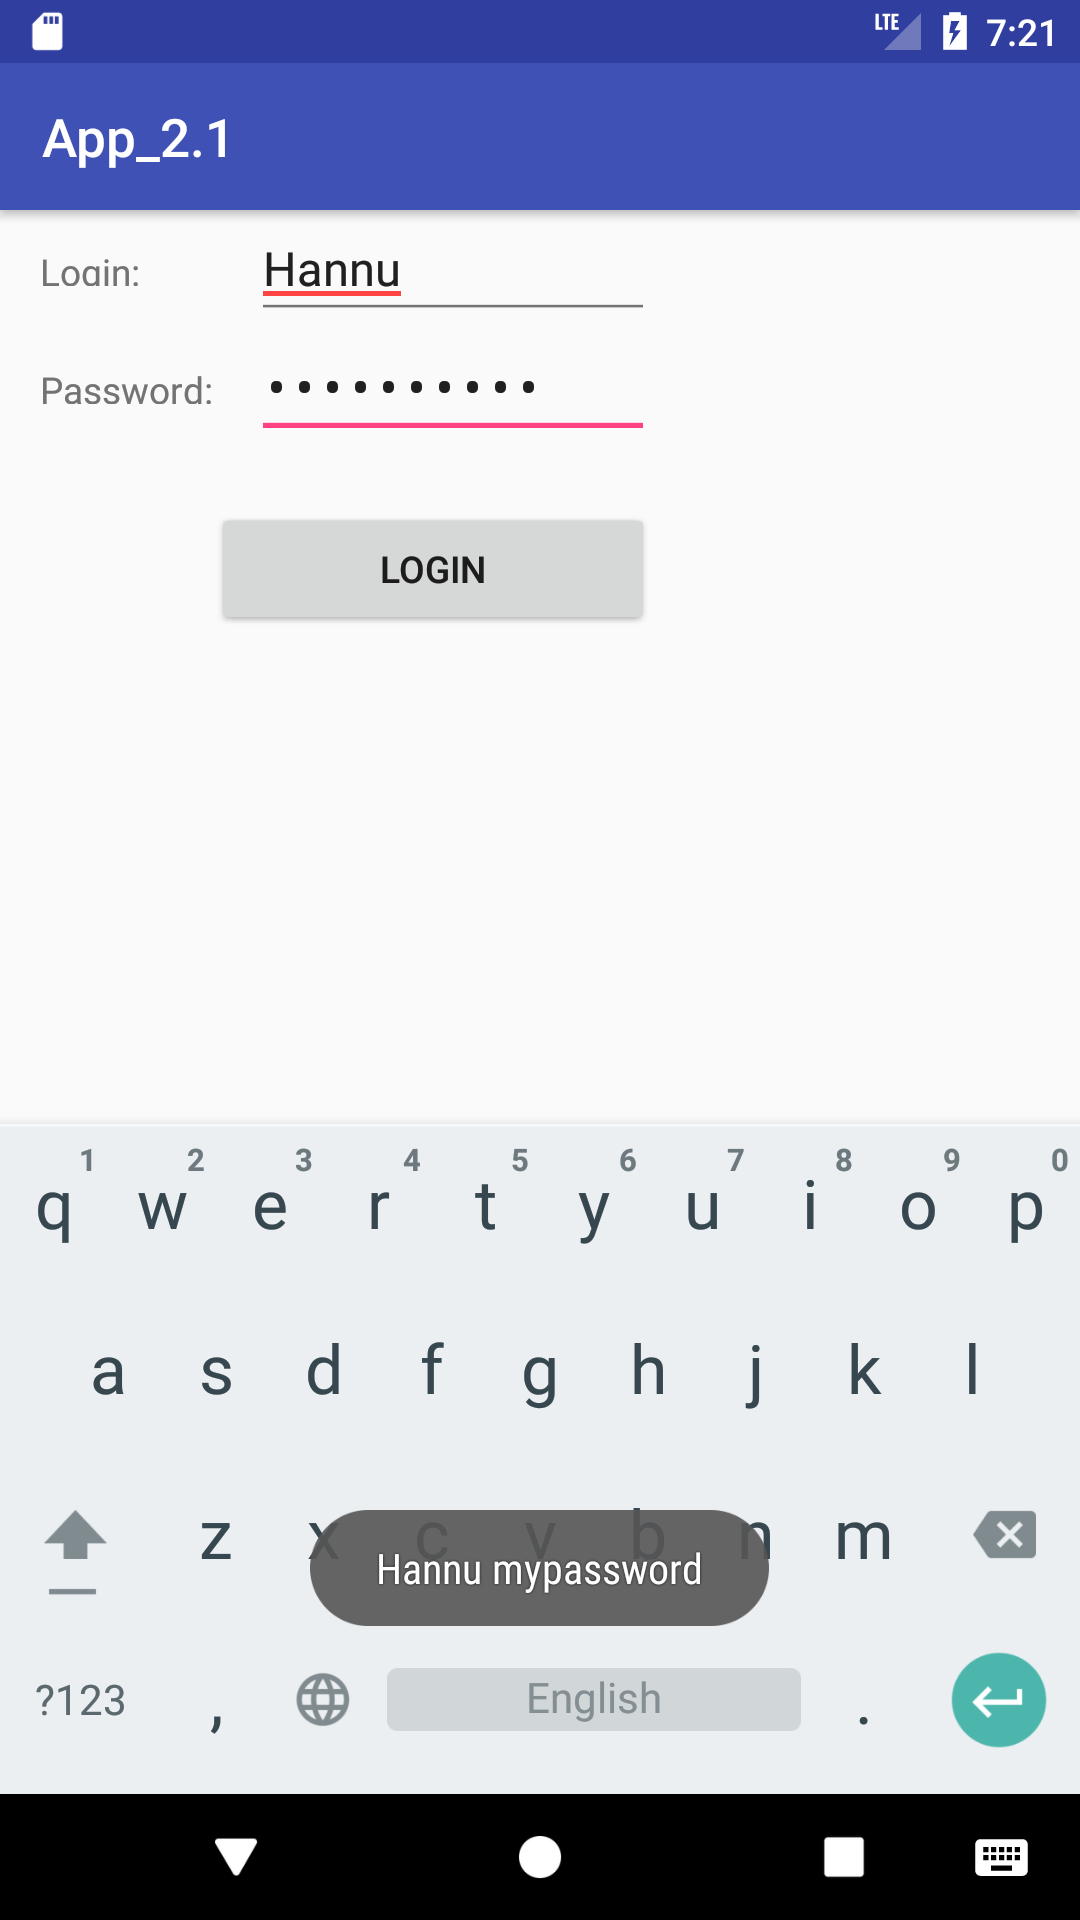 LTE 7:21
App_2.1
Login: Hannu
Password: ••••••••••
LOGIN
1 2 3 4 5 6 7 8 9 0
q w e r t y u i o p
a s d f g h j k l
z x c v b n m
Hannu mypassword
?123 , English .